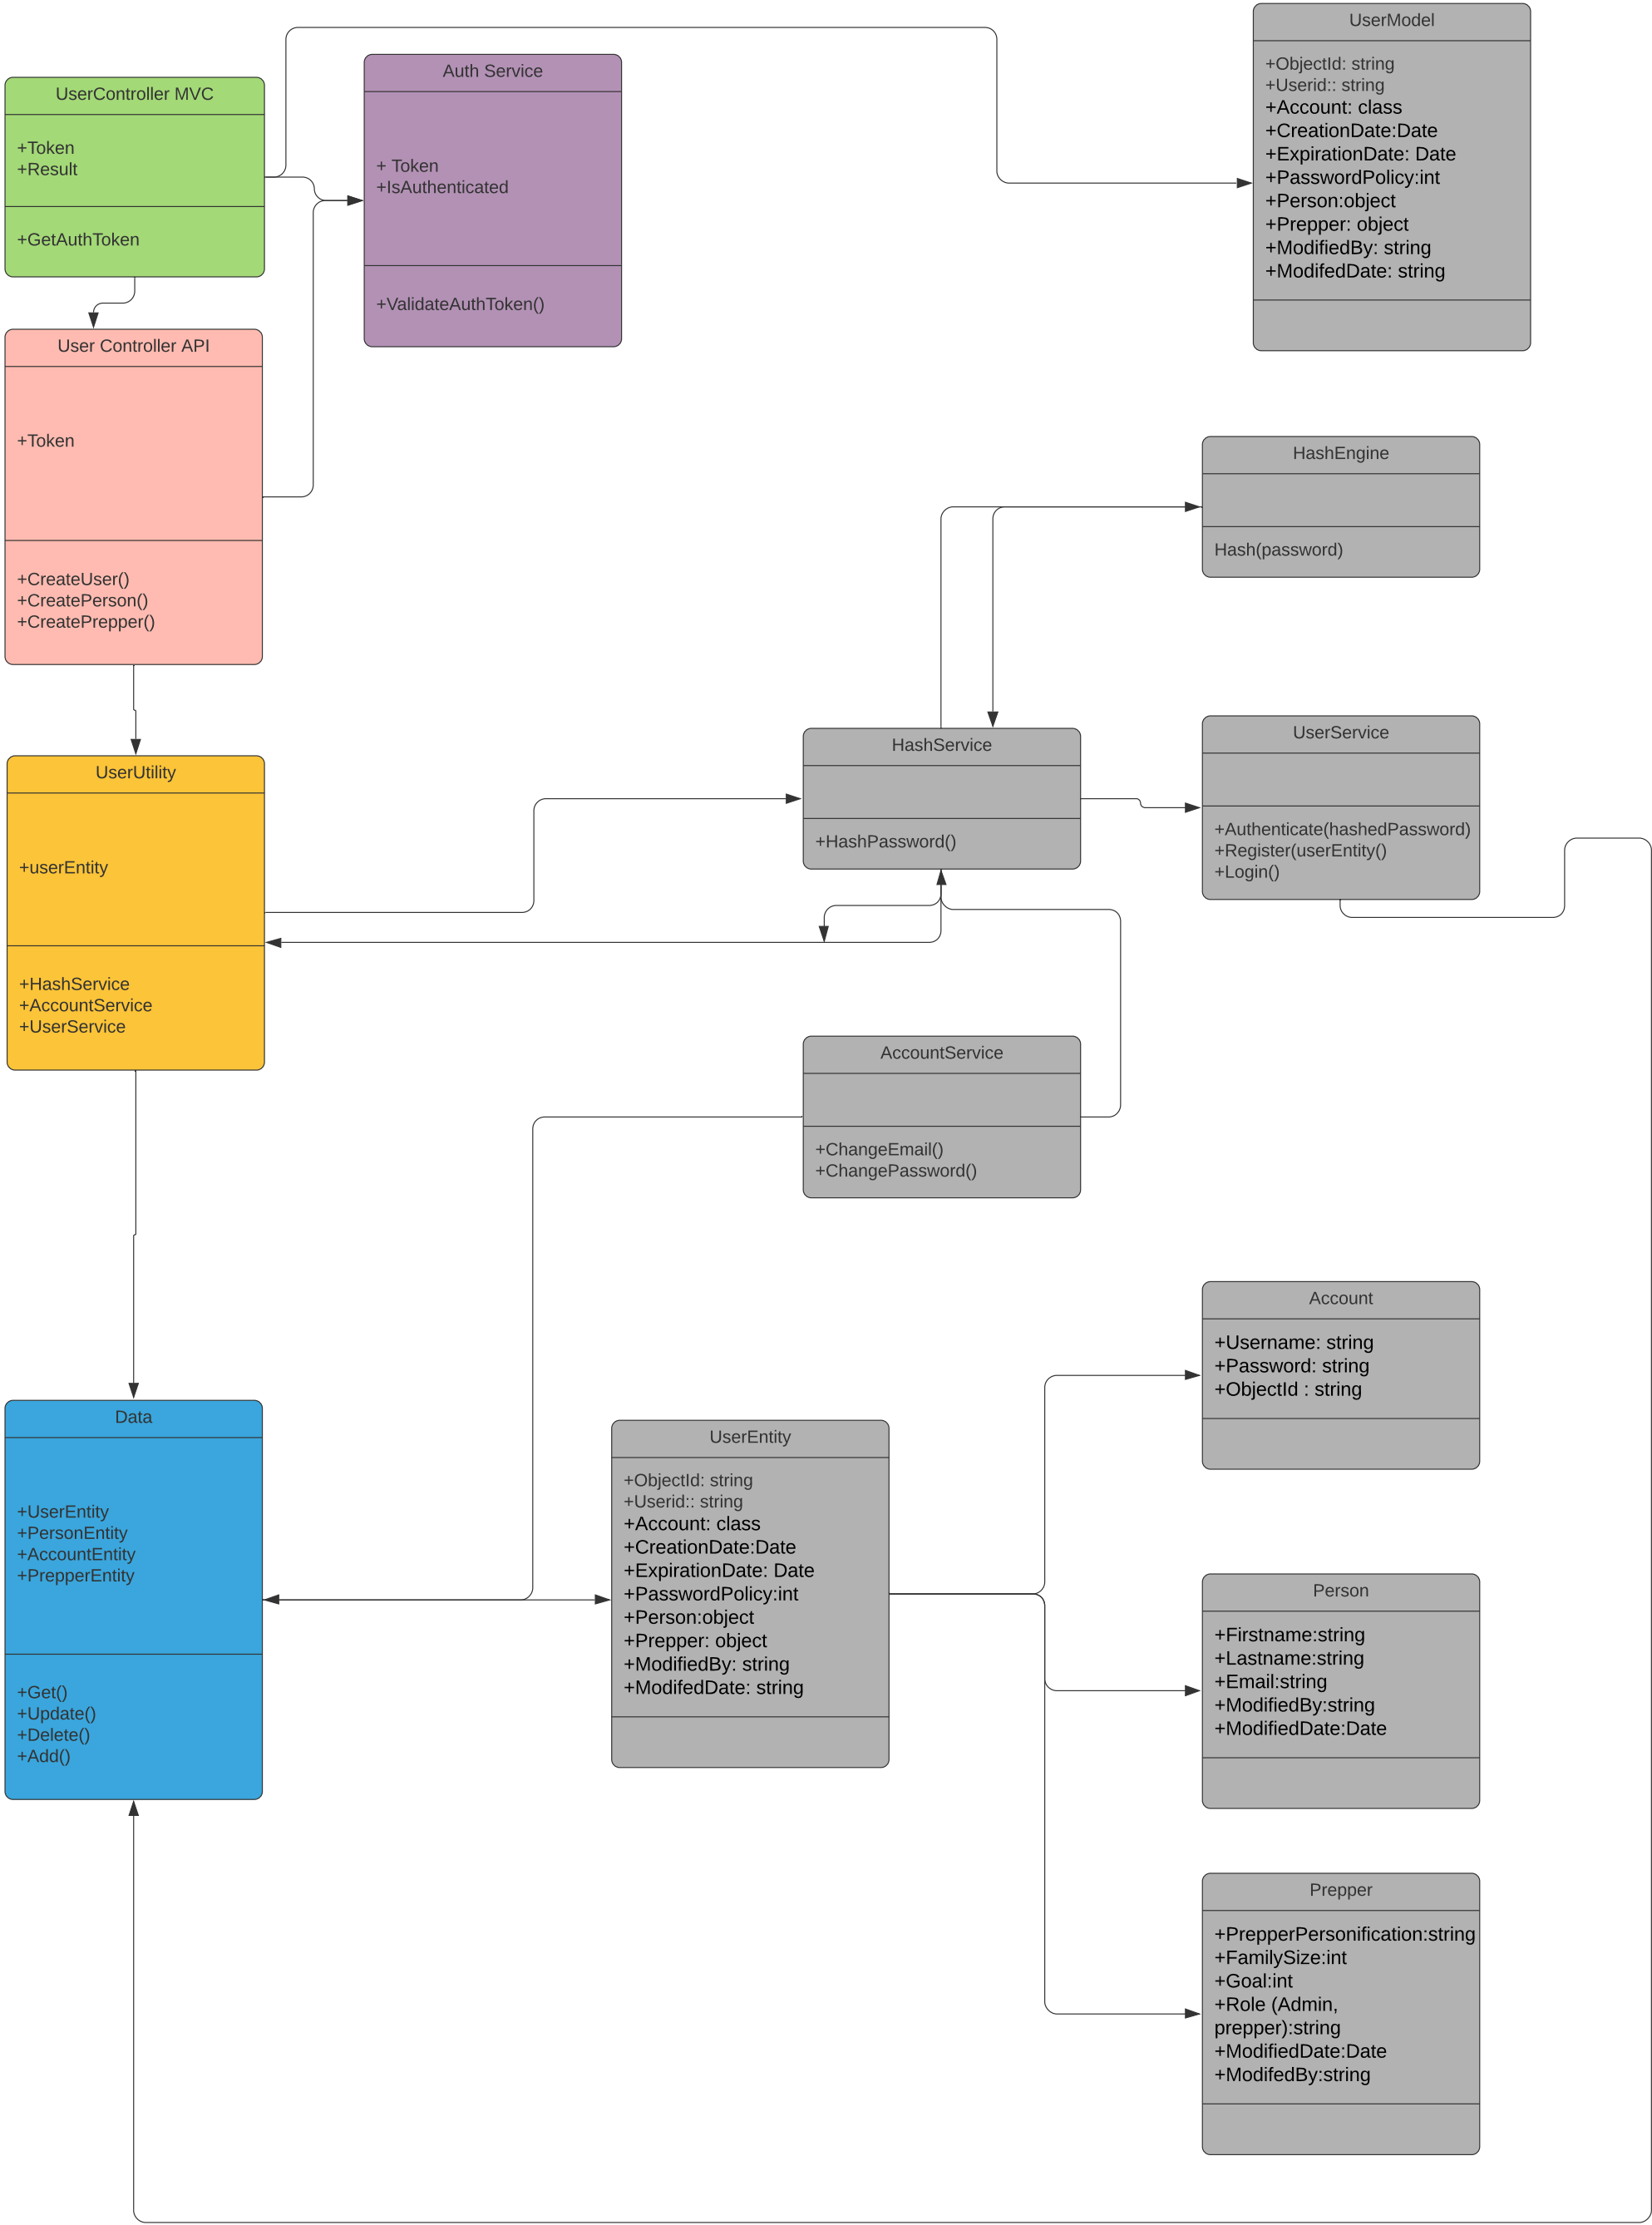 UserController MVC
+Token
+Result
+GetAuthToken
Auth Service
+ Token
+IsAuthenticated
+ValidateAuthToken()
UserModel
+ObjectId: string
+Userid:: string
+Account: class
+CreationDate:Date
+ExpirationDate: Date
+PasswordPolicy:int
+Person:object
+Prepper: object
+ModifiedBy: string
+ModifedDate: string
User Controller API
+Token
+CreateUser()
+CreatePerson()
+CreatePrepper()
HashEngine
Hash(password)
UserUtility
+userEntity
+HashService
+AccountService
+UserService
HashService
+HashPassword()
UserService
+Authenticate(hashedPassword)
+Register(userEntity()
+Login()
AccountService
+ChangeEmail()
+ChangePassword()
Data
+UserEntity
+PersonEntity
+AccountEntity
+PrepperEntity
+Get()
+Update()
+Delete()
+Add()
UserEntity
+ObjectId: string
+Userid:: string
+Account: class
+CreationDate:Date
+ExpirationDate: Date
+PasswordPolicy:int
+Person:object
+Prepper: object
+ModifiedBy: string
+ModifedDate: string
Account
+Username: string
+Password: string
+ObjectId : string
Person
+Firstname:string
+Lastname:string
+Email:string
+ModifiedBy:string
+ModifiedDate:Date
Prepper
+PrepperPersonification:string
+FamilySize:int
+Goal:int
+Role (Admin,
prepper):string
+ModifiedDate:Date
+ModifedBy:string